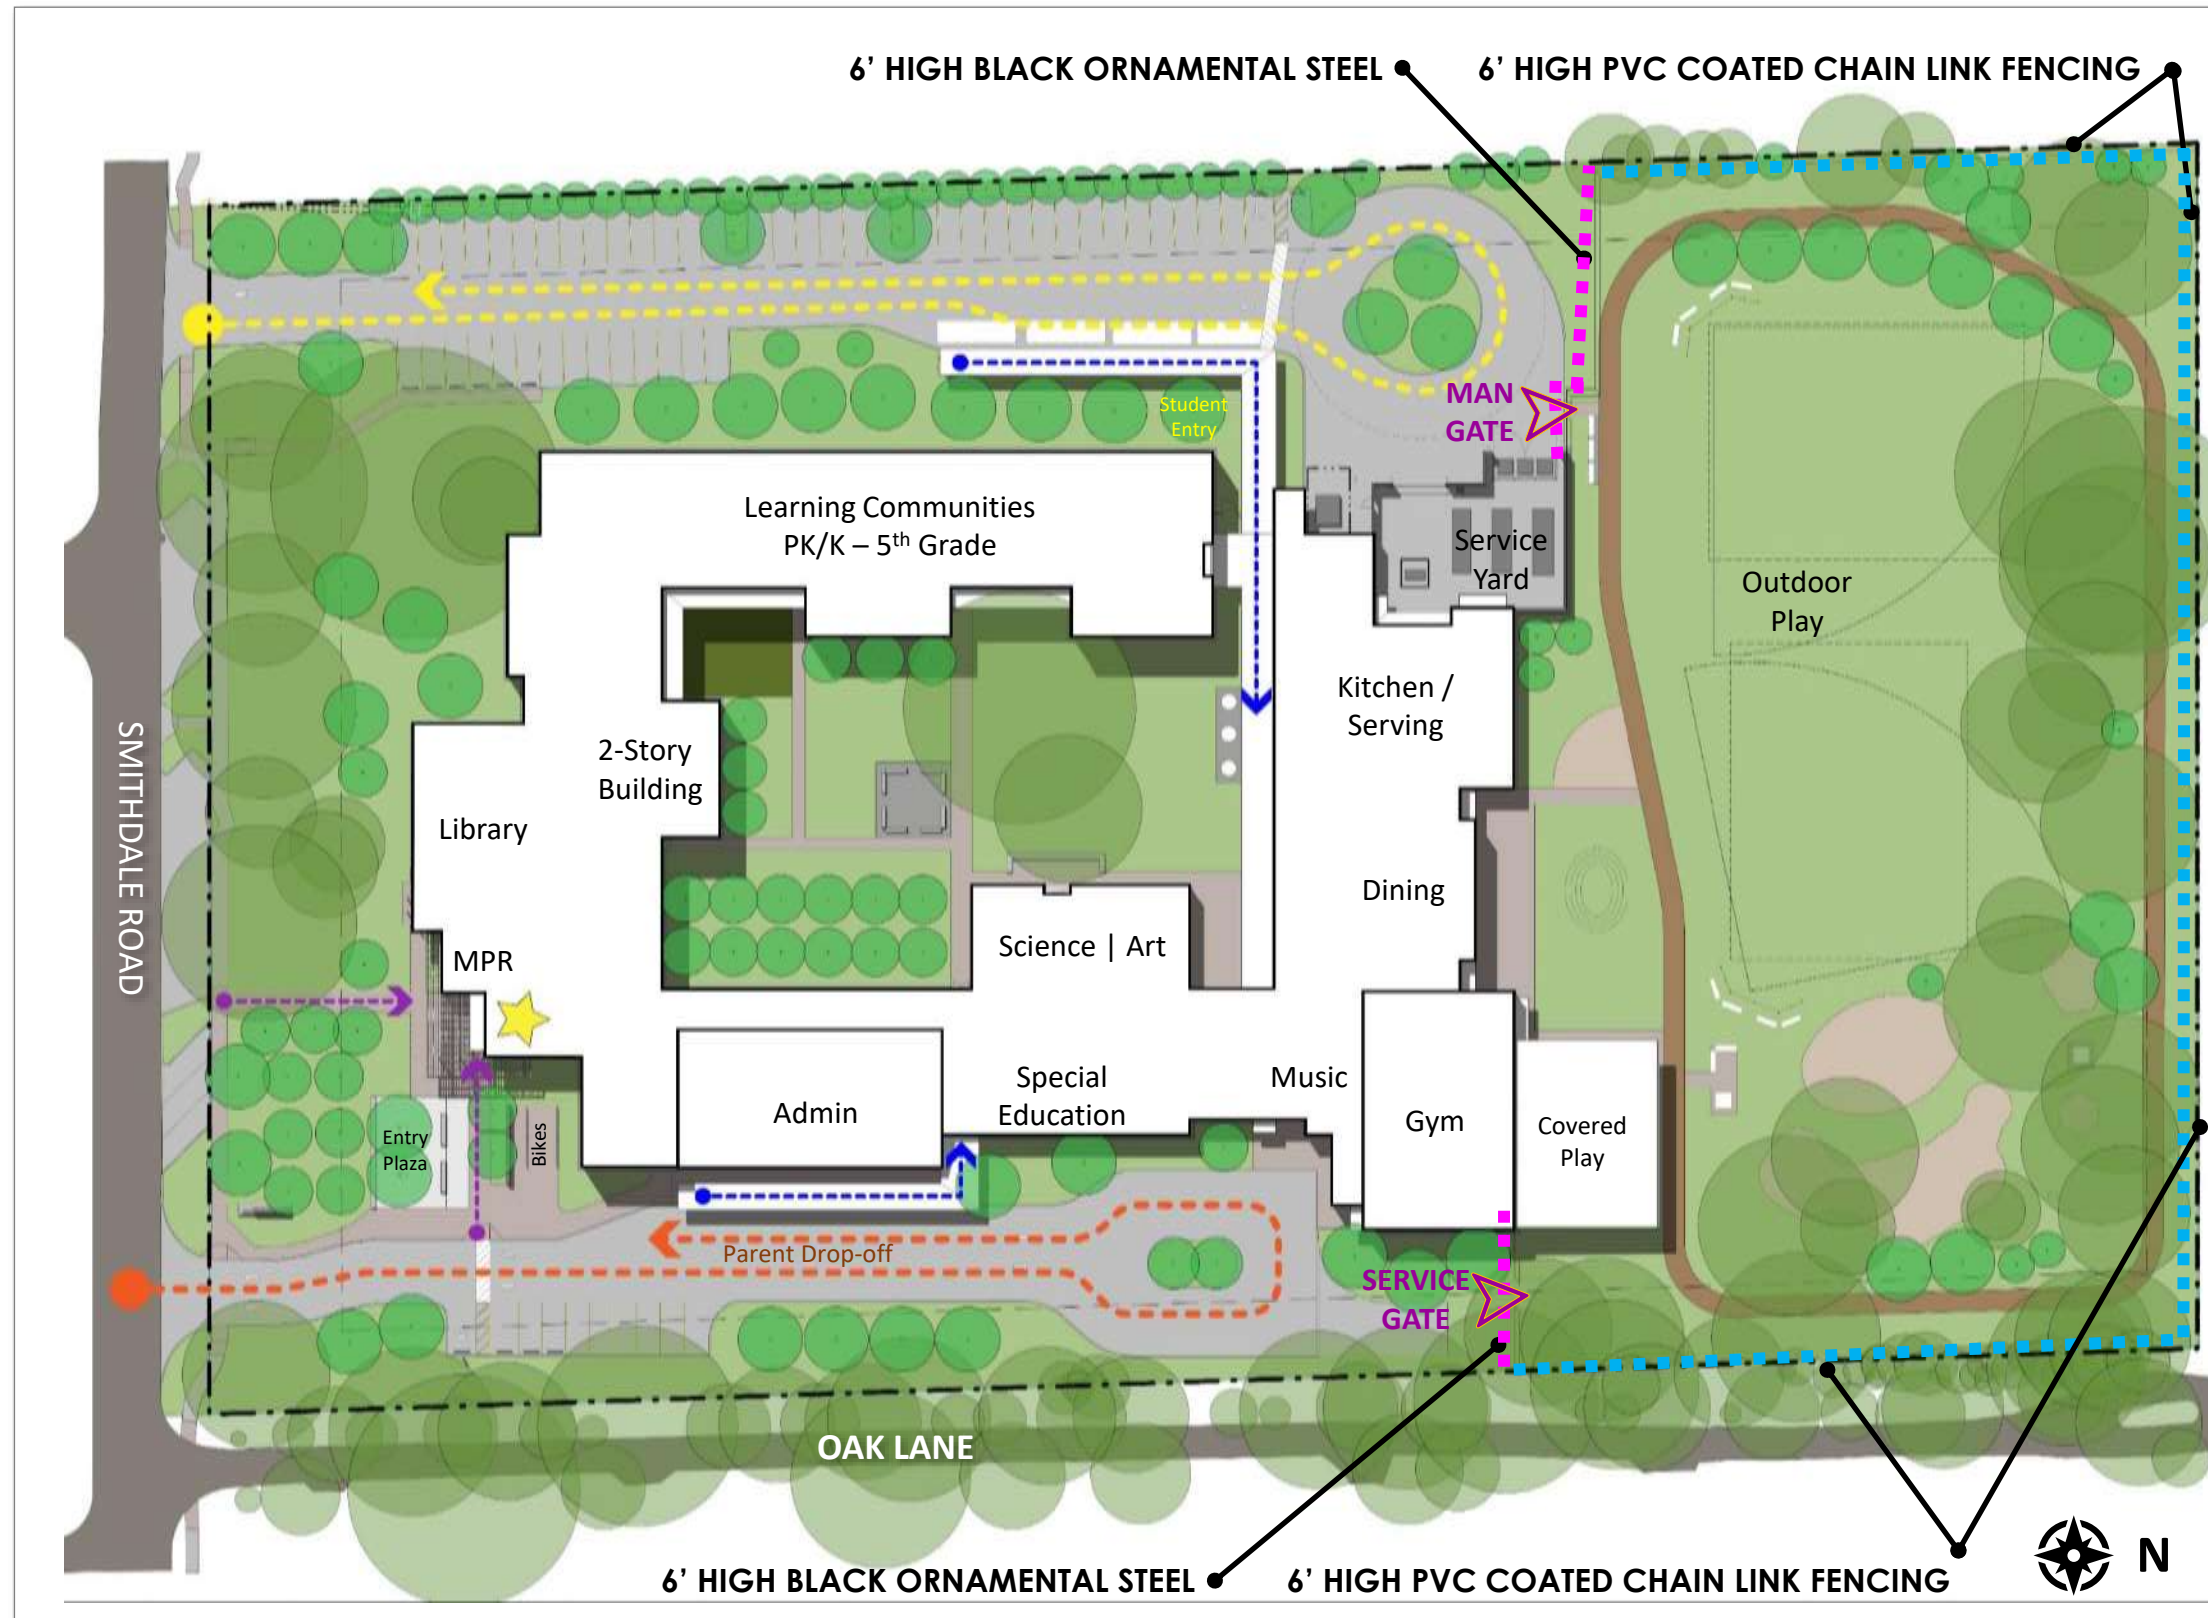 6’ HIGH BLACK ORNAMENTAL STEEL
6’ HIGH PVC COATED CHAIN LINK FENCING
MAN
GATE
Student
Entry
Learning Communities
PK/K – 5th Grade
Service
Yard
Outdoor
Play
Kitchen /
Serving
2-Story
Building
SMITHDALE ROAD
Library
Dining
Science | Art
MPR
Special
Education
Music
Admin
Gym
Covered
Play
Entry
Plaza
Bikes
Parent Drop-off
SERVICE
GATE
OAK LANE
6’ HIGH BLACK ORNAMENTAL STEEL
6’ HIGH PVC COATED CHAIN LINK FENCING
N